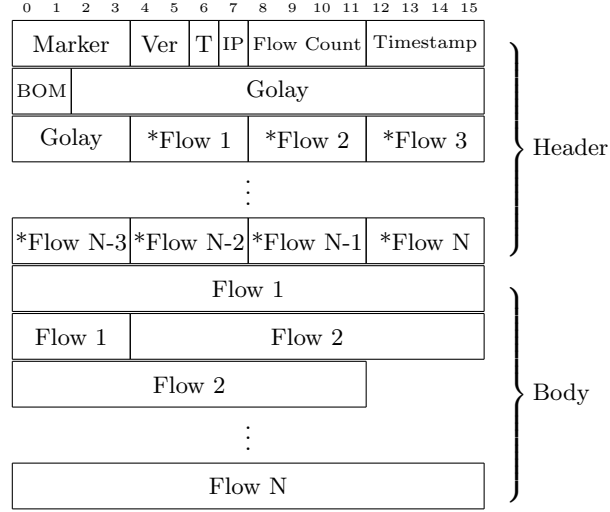 0 1 2 3 4 5 6 7 8 9 10 11 12 13 14 15
Marker Ver T IP Flow Count Timestamp
BOM Golay
Golay *Flow 1 *Flow 2 *Flow 3
⋮
*Flow N-3 *Flow N-2 *Flow N-1 *Flow N
Header
Flow 1
Flow 1 Flow 2
Flow 2
⋮
Flow N
Body